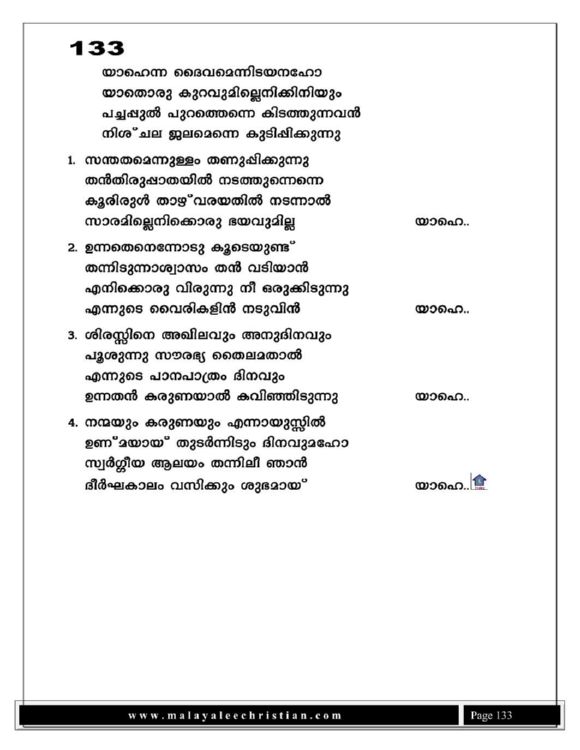 133
യാഹെന്ന ദൈവമെന്നിടയനഹോ
യാതൊരു കുറവുമില്ലെനിക്കിനിയും
പച്ചപ്പുൽ പുറത്തെന്നെ കിടത്തുന്നവൻ
നിശ്ചല ജലമെന്നെ കുടിപ്പിക്കുന്നു
1. സന്തതമെന്നുള്ളം തണുപ്പിക്കുന്നു
തൻതിരുപ്പാതയിൽ നടത്തുന്നെന്നെ
കൂരിരുൾ താഴ്വരയതിൽ നടന്നാൽ
സാരമില്ലെനിക്കൊരു ഭയവുമില്ല യാഹെ..
2. ഉന്നതെനെന്നോടു കൂടെയുണ്ട്
തന്നിടുന്നാശ്വാസം തൻ വടിയാൻ
എനിക്കൊരു വിരുന്നു നീ ഒരുക്കിടുന്നു
എന്നുടെ വൈരികളിൻ നടുവിൻ യാഹെ..
3. ശിരസ്സിനെ അഖിലവും അനുദിനവും
പൂശുന്നു സൗരഭ്യ തൈലമതാൽ
എന്നുടെ പാനപാത്രം ദിനവും
ഉന്നതൻ കരുണയാൽ കവിഞ്ഞിടുന്നു യാഹെ..
4. നന്മയും കരുണയും എന്നായുസ്സിൽ
ഉണ്മയായ് തുടർന്നിടും ദിനവുമഹോ
സ്വർഗ്ഗീയ ആലയം തന്നിലീ ഞാൻ
ദീർഘകാലം വസിക്കും ശുഭമായ് യാഹെ..
www.malayaleechristian.com Page 133